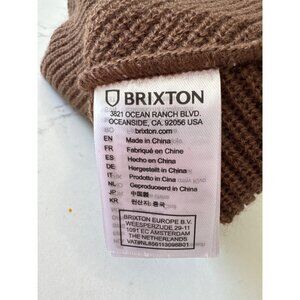 BRIXTON
3821 OCEAN RANCH BLVD.
OCEANSIDE, CA. 92056 USA
brixton.com
EN Made in China
FR Fabriqué en Chine
ES Hecho en China
DE Hergestellt in China
IT Prodotto in Cina
NL Geproduceerd in China
JP 中国製
KR 원산지: 중국
BRIXTON EUROPE B.V.
WEESPERZIJDE 29-11
1091 EC AMSTERDAM
THE NETHERLANDS
VAT#NL856113096B01